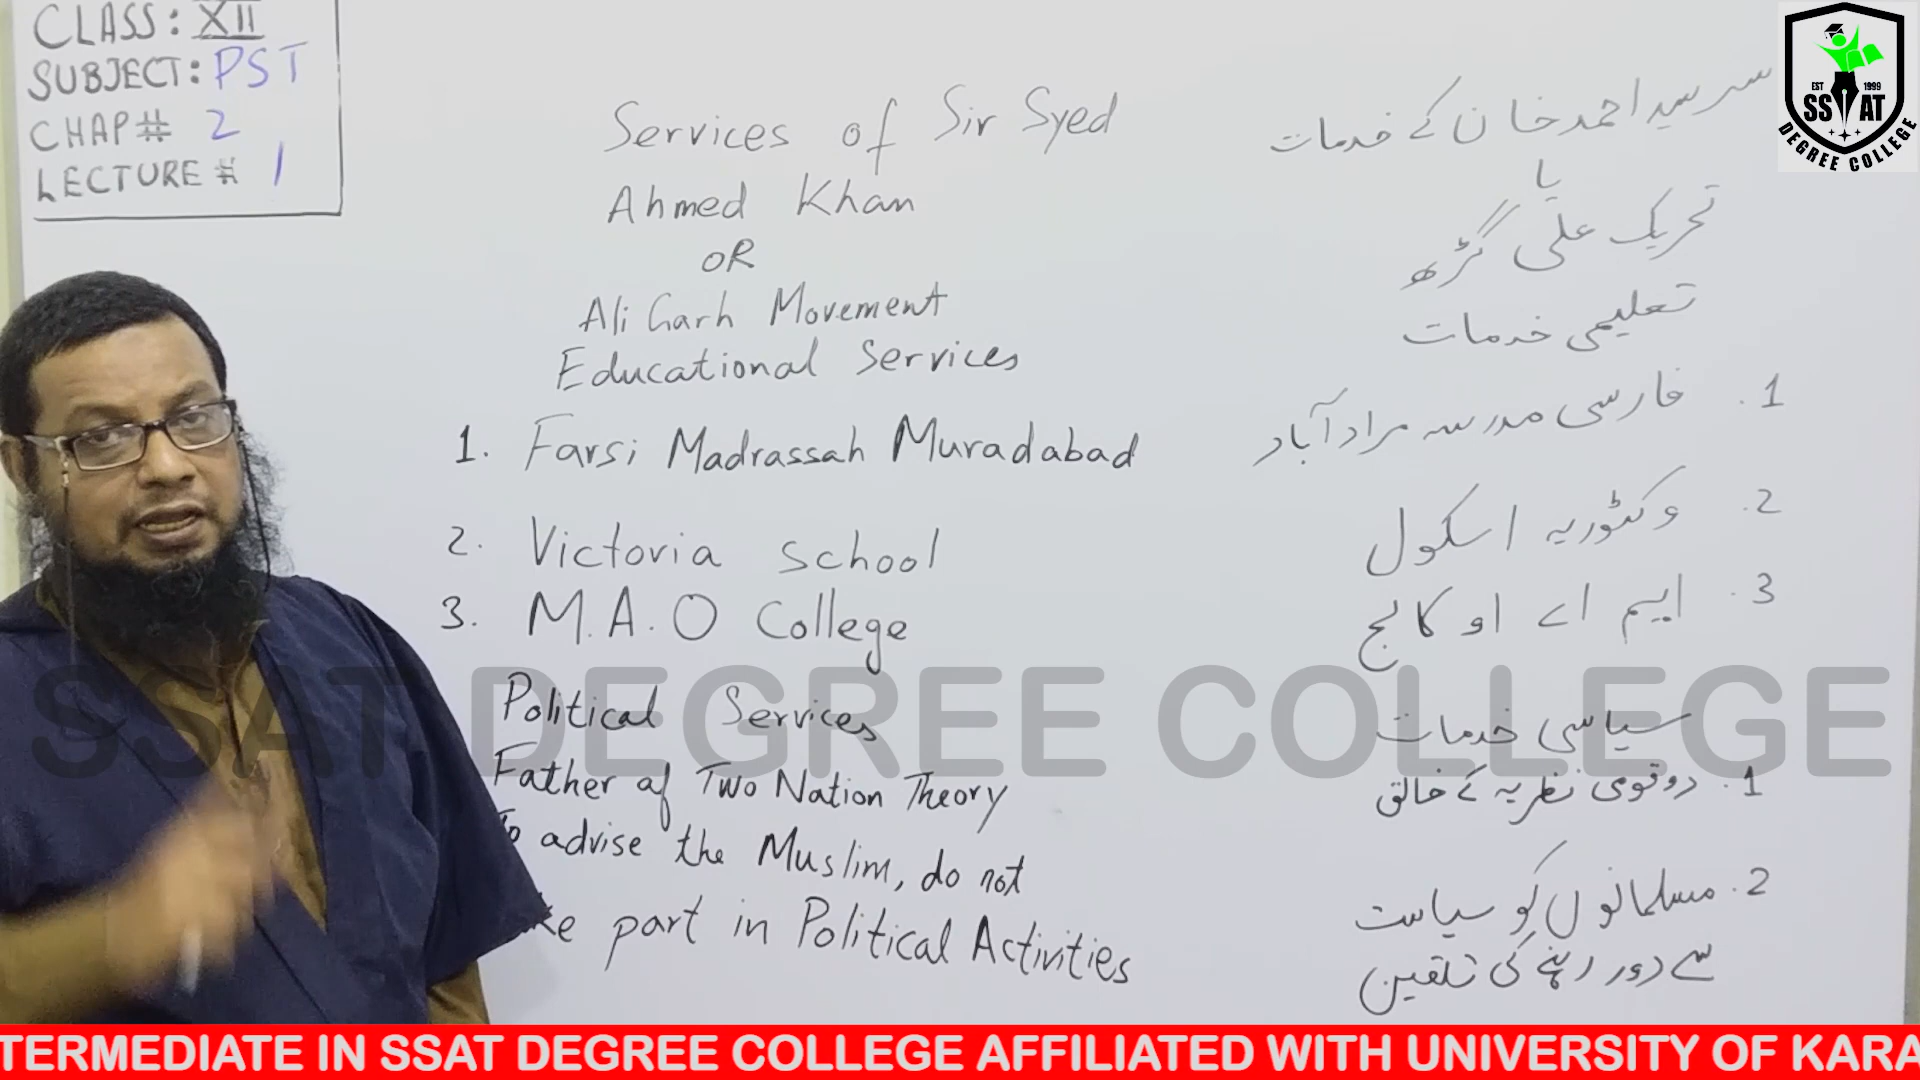 CLASS: XII
SUBJECT: PST
CHAP# 2
LECTURE # 1
Services of Sir Syed
Ahmed Khan
OR
Ali Garh Movement
Educational Services
1. Farsi Madrassah Muradabad
2. Victoria School
3. M.A.O College
Political Services
Father of Two Nation Theory
To advise the Muslim, do not
part in Political Activities
سر سید احمد خان کے خدمات
یا
تحریک علی گڑھ
تعلیمی خدمات
1. فارسی مدرسہ مرادآباد
2. وکٹوریہ اسکول
3. ایم اے او کالج
سیاسی خدمات
1. دو قومی نظریہ کے خالق
2. مسلمانوں کو سیاست
سے دور رہنے کی تلقین
EST 1999
SSAT
DEGREE COLLEGE
SSAT DEGREE COLLEGE
TERMEDIATE IN SSAT DEGREE COLLEGE AFFILIATED WITH UNIVERSITY OF KARA